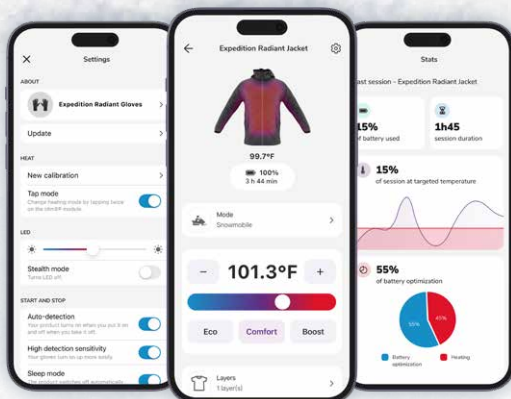 Settings
ABOUT
Expedition Radiant Gloves
Update
HEAT
New calibration
Tap mode
Change heating mode by tapping twice
on the clim8® module.
LED
Stealth mode
Turns LED off.
START AND STOP
Auto-detection
Your product turns on when you put it on
and off when you take it off.
High detection sensitivity
Your gloves turn on up more easily.
Sleep mode
The product switches off automatically
Expedition Radiant Jacket
99.7°F
100%
3 h 44 min
Mode
Snowmobile
- 101.3°F +
Eco Comfort Boost
Layers
1 layer(s)
Stats
ast session - Expedition Radiant Jacket
15%
of battery used
1h45
session duration
15%
of session at targeted temperature
55%
of battery optimization
55%
45%
Battery
optimization
Heating